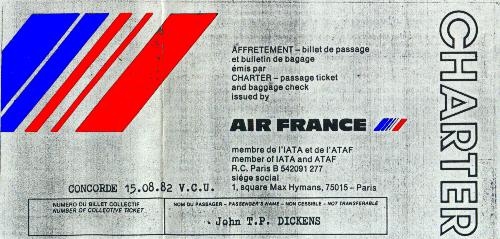 AFFRETEMENT – billet de passage
et bulletin de bagage
émis par
CHARTER – passage ticket
and baggage check
issued by
AIR FRANCE
membre de l'IATA et de l'ATAF
member of IATA and ATAF
R.C. Paris B 542091 277
siége social
1, square Max Hymans, 75015 – Paris
CHARTER
CONCORDE 15.08.82 V.C.U.
NUMERO DU BILLET COLLECTIF
NUMBER OF COLLECTIVE TICKET
NOM DU PASSAGER – PASSENGER'S NAME – NON CESSIBLE – NOT TRANSFERABLE
John T.P. DICKENS